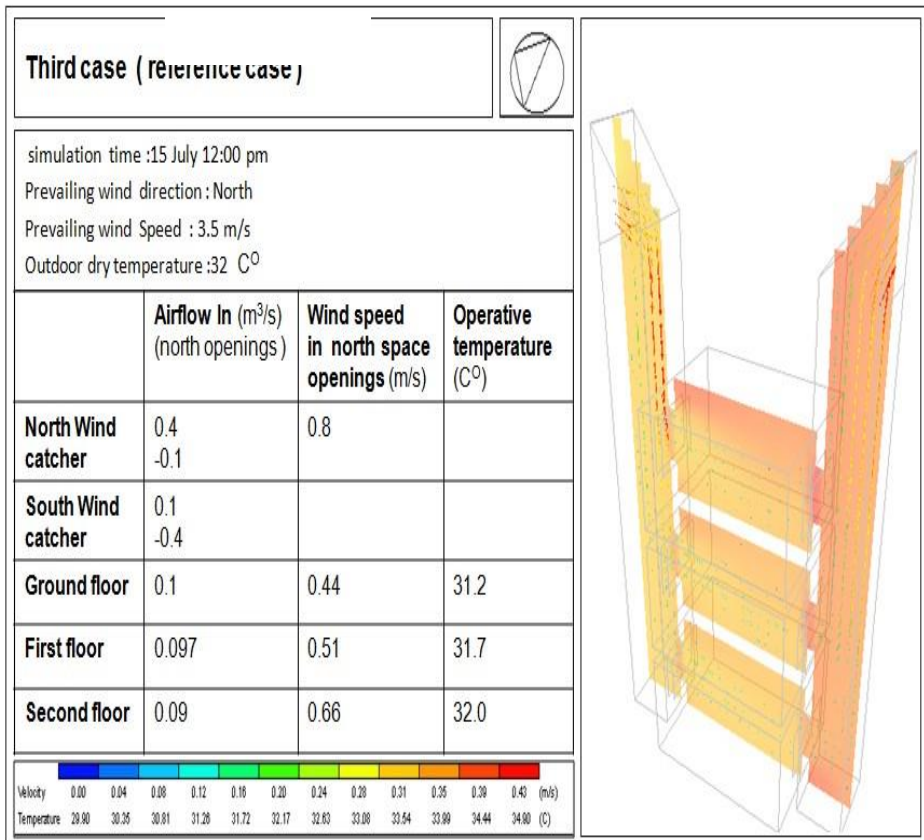 Third case ( reference case )
simulation time :15 July 12:00 pm
Prevailing wind direction : North
Prevailing wind Speed : 3.5 m/s
Outdoor dry temperature :32 C⁰
Airflow In (m³/s) (north openings )
Wind speed in north space openings (m/s)
Operative temperature (C⁰)
North Wind catcher
0.4
-0.1
0.8
South Wind catcher
0.1
-0.4
Ground floor 0.1 0.44 31.2
First floor 0.097 0.51 31.7
Second floor 0.09 0.66 32.0
Velocity 0.00 0.04 0.08 0.12 0.16 0.20 0.24 0.28 0.31 0.35 0.39 0.43 (m/s)
Temperature 29.90 30.35 30.81 31.26 31.72 32.17 32.63 33.08 33.54 33.99 34.44 34.90 (C)